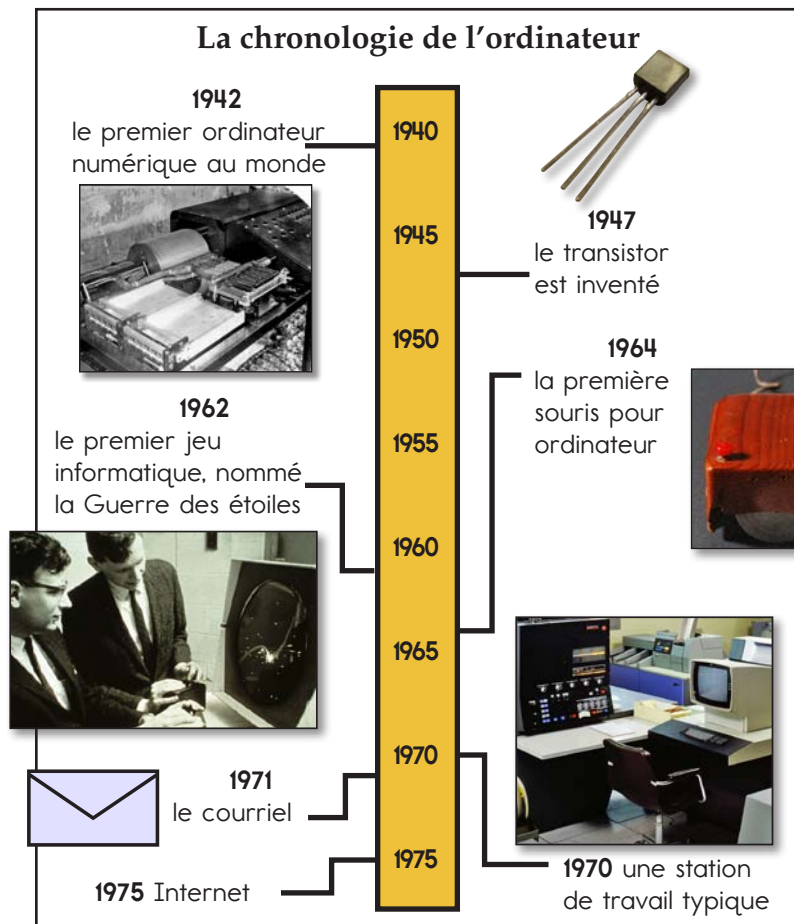 La chronologie de l’ordinateur
1942
le premier ordinateur
numérique au monde
1947
le transistor
est inventé
1964
la première
souris pour
ordinateur
1962
le premier jeu
informatique, nommé
la Guerre des étoiles
1971
le courriel
1975 Internet
1970 une station
de travail typique
1940
1945
1950
1955
1960
1965
1970
1975